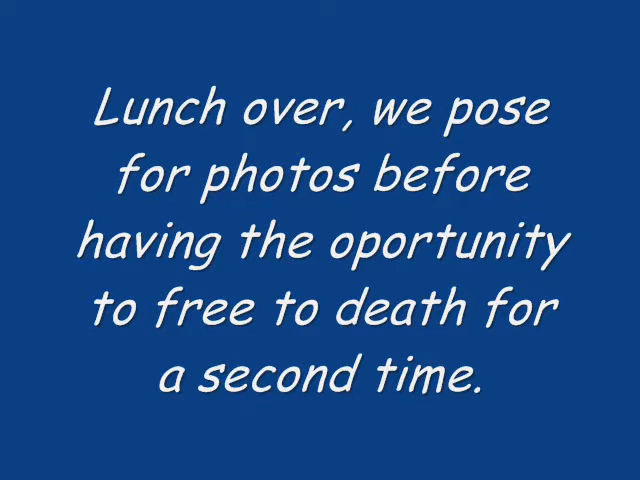 Lunch over, we pose
for photos before
having the oportunity
to free to death for
a second time.